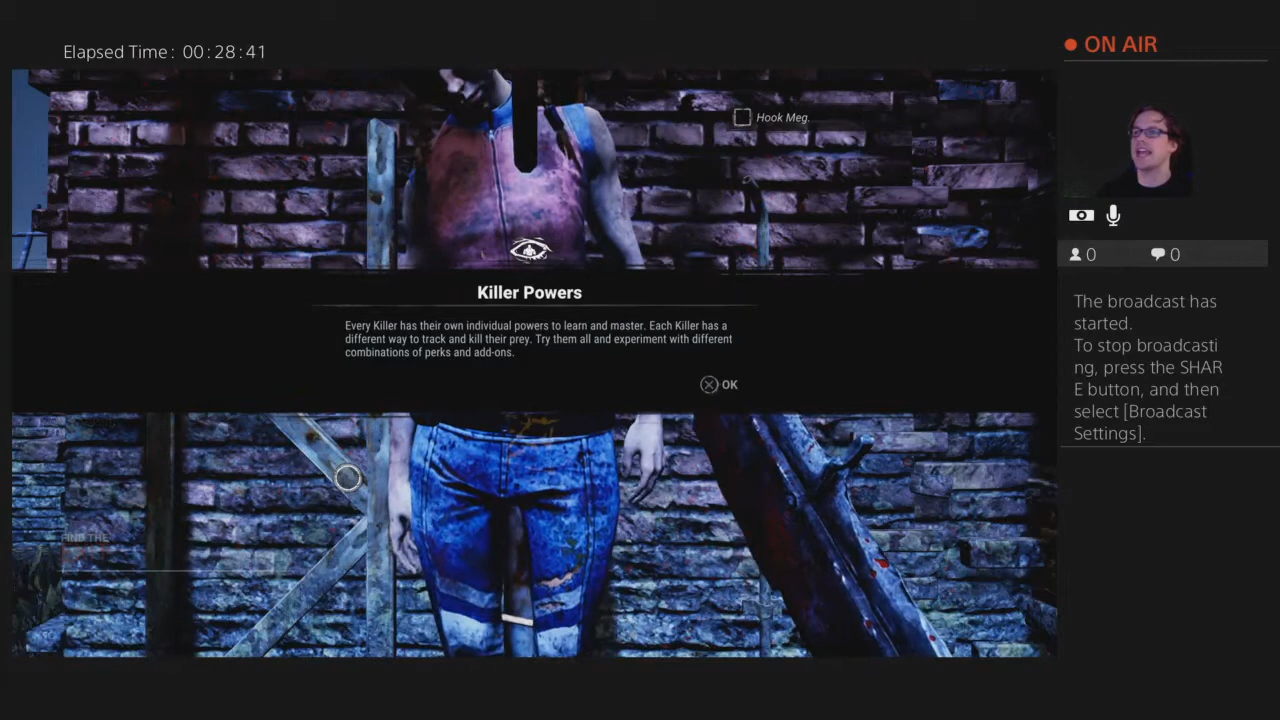 Elapsed Time: 00:28:41
ON AIR
Hook Meg.
0
0
Killer Powers
Every Killer has their own individual powers to learn and master. Each Killer has a
different way to track and kill their prey. Try them all and experiment with different
combinations of perks and add-ons.
OK
The broadcast has
started.
To stop broadcasti
ng, press the SHAR
E button, and then
select [Broadcast
Settings].
FIND THE